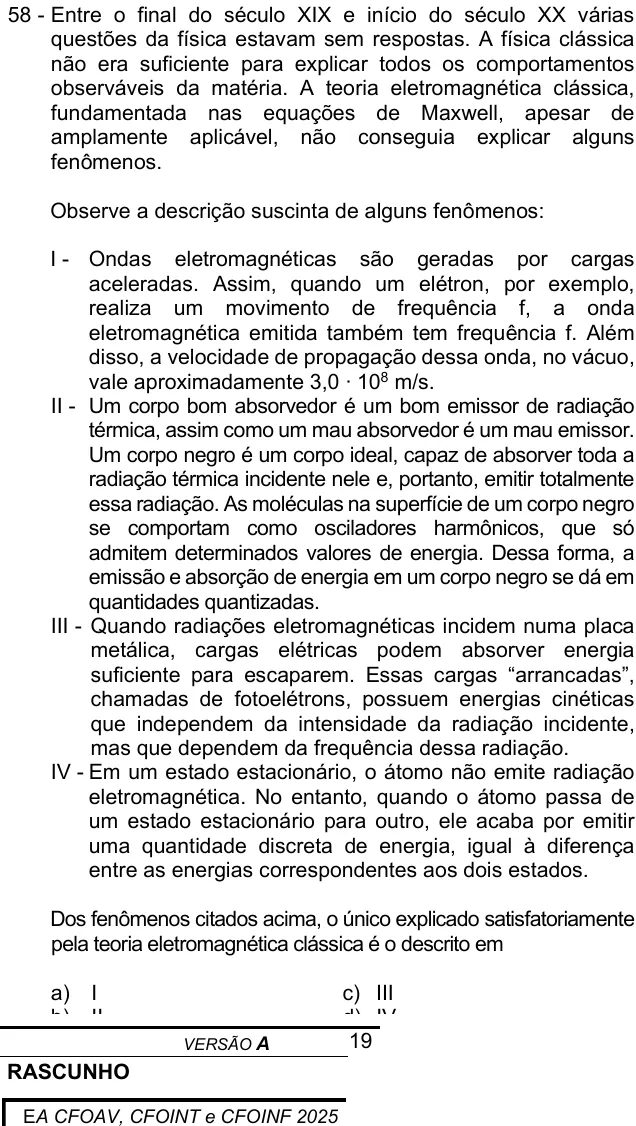 58 - Entre o final do século XIX e início do século XX várias
questões da física estavam sem respostas. A física clássica
não era suficiente para explicar todos os comportamentos
observáveis da matéria. A teoria eletromagnética clássica,
fundamentada nas equações de Maxwell, apesar de
amplamente aplicável, não conseguia explicar alguns
fenômenos.
Observe a descrição suscinta de alguns fenômenos:
I - Ondas eletromagnéticas são geradas por cargas
aceleradas. Assim, quando um elétron, por exemplo,
realiza um movimento de frequência f, a onda
eletromagnética emitida também tem frequência f. Além
disso, a velocidade de propagação dessa onda, no vácuo,
vale aproximadamente 3,0 · 10⁸ m/s.
II - Um corpo bom absorvedor é um bom emissor de radiação
térmica, assim como um mau absorvedor é um mau emissor.
Um corpo negro é um corpo ideal, capaz de absorver toda a
radiação térmica incidente nele e, portanto, emitir totalmente
essa radiação. As moléculas na superfície de um corpo negro
se comportam como osciladores harmônicos, que só
admitem determinados valores de energia. Dessa forma, a
emissão e absorção de energia em um corpo negro se dá em
quantidades quantizadas.
III - Quando radiações eletromagnéticas incidem numa placa
metálica, cargas elétricas podem absorver energia
suficiente para escaparem. Essas cargas “arrancadas”,
chamadas de fotoelétrons, possuem energias cinéticas
que independem da intensidade da radiação incidente,
mas que dependem da frequência dessa radiação.
IV - Em um estado estacionário, o átomo não emite radiação
eletromagnética. No entanto, quando o átomo passa de
um estado estacionário para outro, ele acaba por emitir
uma quantidade discreta de energia, igual à diferença
entre as energias correspondentes aos dois estados.
Dos fenômenos citados acima, o único explicado satisfatoriamente
pela teoria eletromagnética clássica é o descrito em
a) I c) III
b) II d) IV
VERSÃO A 19
RASCUNHO
EA CFOAV, CFOINT e CFOINF 2025